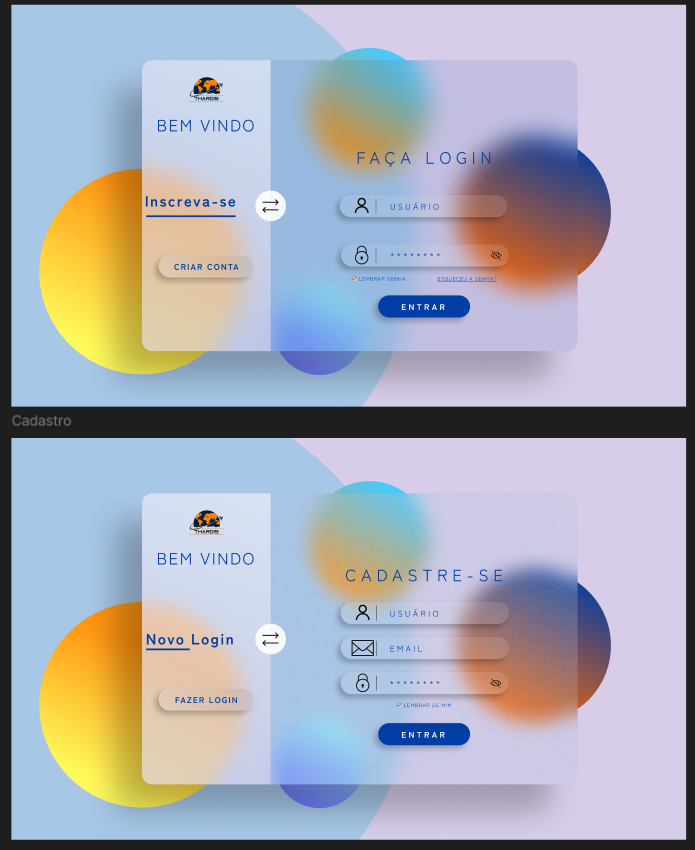 THARDIS
BEM VINDO
FAÇA LOGIN
Inscreva-se
USUÁRIO
********
CRIAR CONTA
LEMBRAR SENHA
ESQUECEU A SENHA?
ENTRAR
Cadastro
THARDIS
BEM VINDO
CADASTRE-SE
USUÁRIO
Novo Login
EMAIL
********
FAZER LOGIN
LEMBRAR DE MIM
ENTRAR